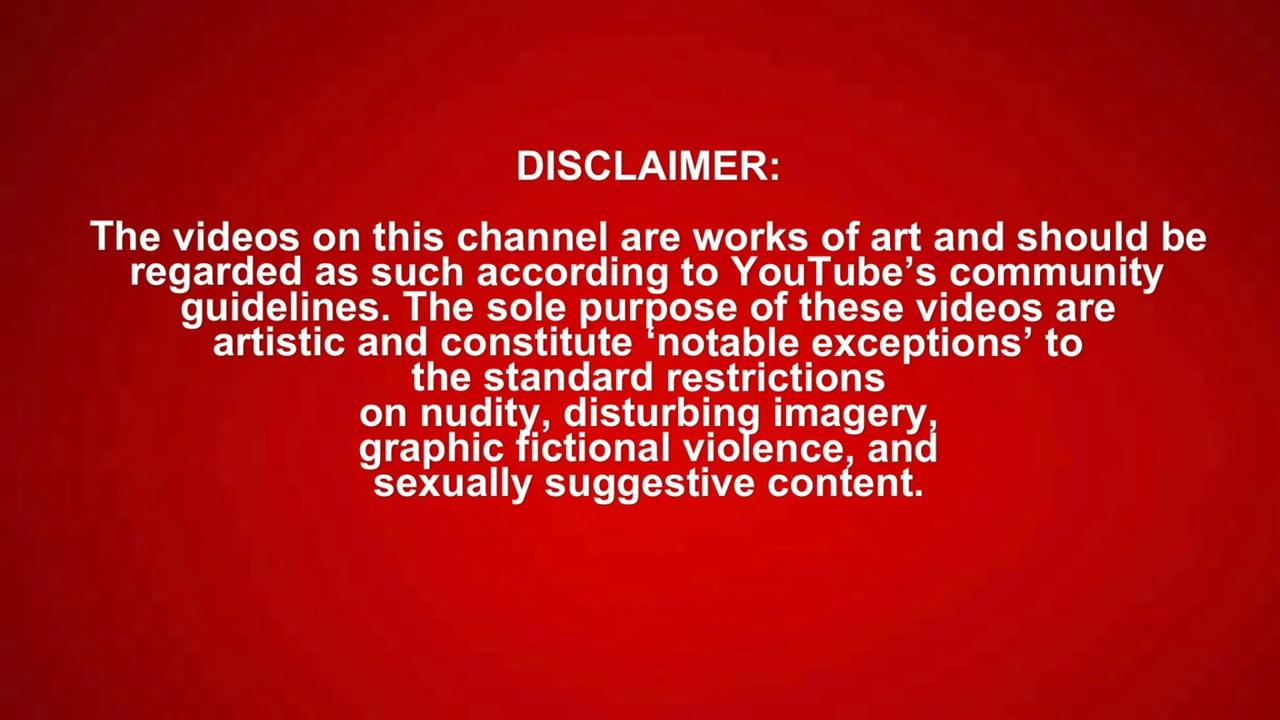 DISCLAIMER:
The videos on this channel are works of art and should be
regarded as such according to YouTube’s community
guidelines. The sole purpose of these videos are
artistic and constitute ‘notable exceptions’ to
the standard restrictions
on nudity, disturbing imagery,
graphic fictional violence, and
sexually suggestive content.